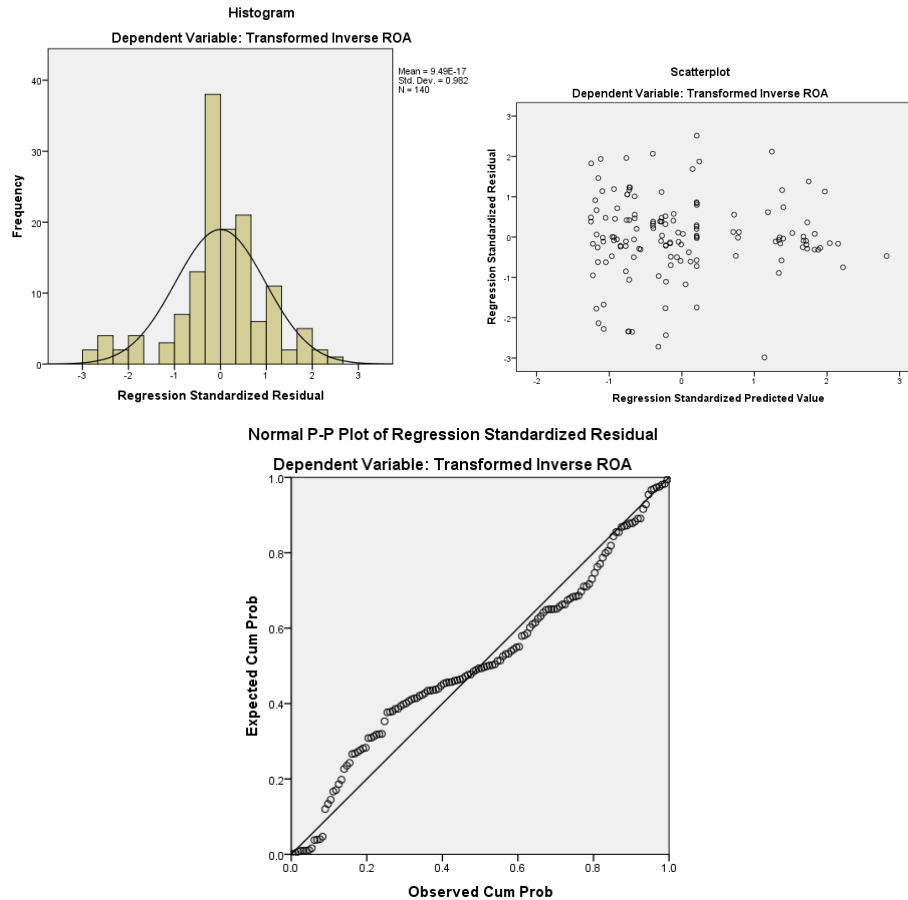 Histogram
Dependent Variable: Transformed Inverse ROA
Mean = 9.49E-17
Std. Dev. = 0.982
N = 140
Frequency
40
30
20
10
0
-3 -2 -1 0 1 2 3
Regression Standardized Residual
Scatterplot
Dependent Variable: Transformed Inverse ROA
Regression Standardized Residual
3
2
1
0
-1
-2
-3
-2 -1 0 1 2 3
Regression Standardized Predicted Value
Normal P-P Plot of Regression Standardized Residual
Dependent Variable: Transformed Inverse ROA
Expected Cum Prob
1.0
0.8
0.6
0.4
0.2
0.0
0.0 0.2 0.4 0.6 0.8 1.0
Observed Cum Prob